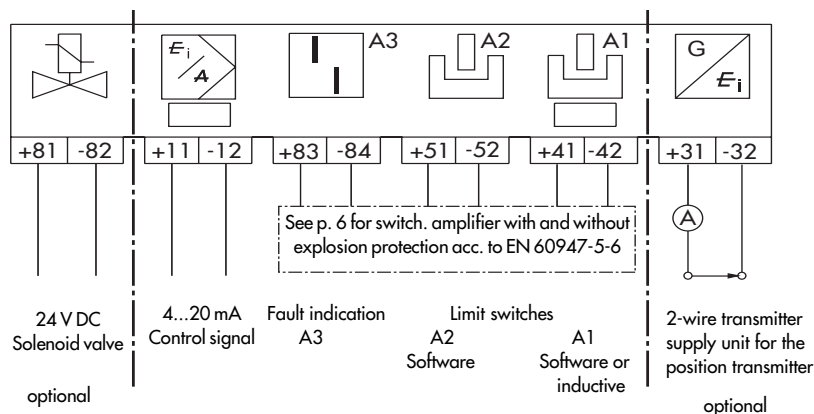 E i
A
A3
A2
A1
G
E i
+81 -82 +11 -12 +83 -84 +51 -52 +41 -42 +31 -32
A
See p. 6 for switch. amplifier with and without
explosion protection acc. to EN 60947-5-6
24 V DC
Solenoid valve
optional
4...20 mA
Control signal
Fault indication
A3
Limit switches
A2
Software
A1
Software or
inductive
2-wire transmitter
supply unit for the
position transmitter
optional